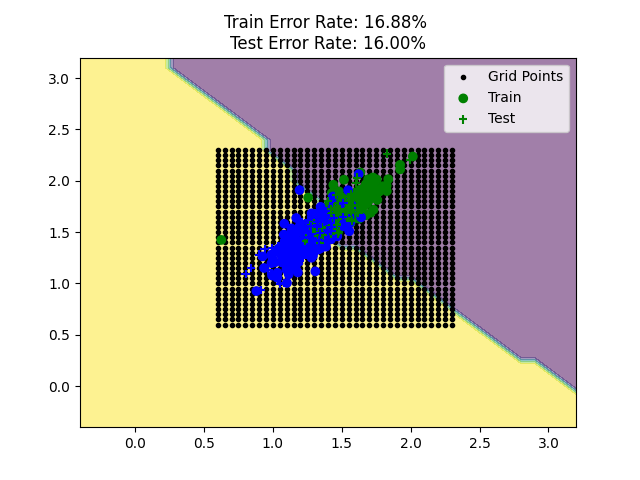 Train Error Rate: 16.88%
Test Error Rate: 16.00%
Grid Points
Train
Test
3.0
2.5
2.0
1.5
1.0
0.5
0.0
0.0 0.5 1.0 1.5 2.0 2.5 3.0